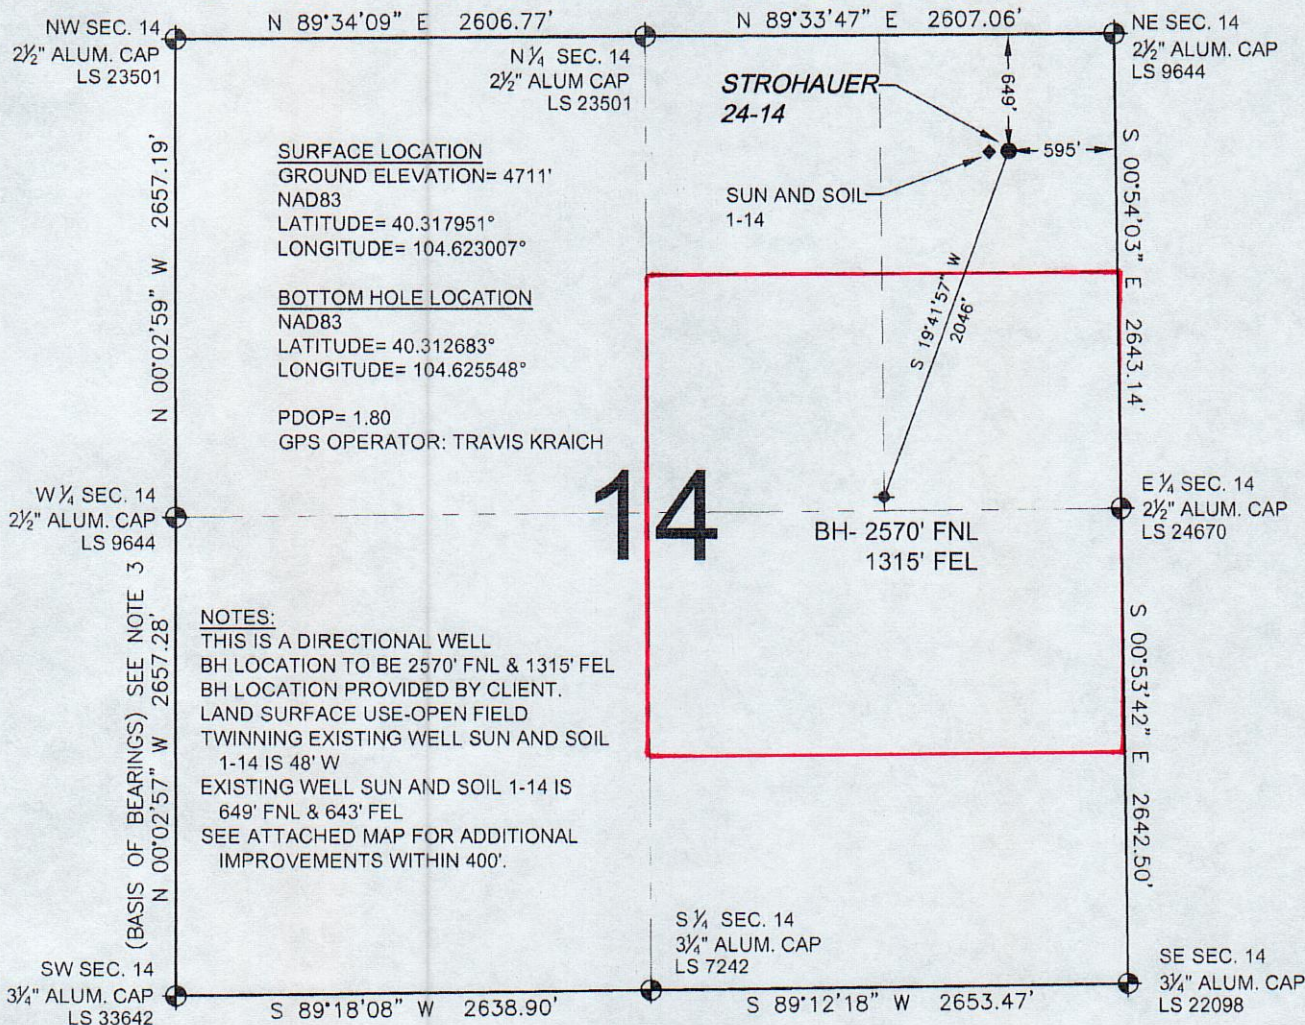 N 89°34'09" E 2606.77'
N 89°33'47" E 2607.06'
NW SEC. 14
2½" ALUM. CAP
LS 23501
N ¼ SEC. 14
2½" ALUM CAP
LS 23501
NE SEC. 14
2½" ALUM. CAP
LS 9644
STROHAUER
24-14
649'
595'
SUN AND SOIL
1-14
SURFACE LOCATION
GROUND ELEVATION= 4711'
NAD83
LATITUDE= 40.317951°
LONGITUDE= 104.623007°
BOTTOM HOLE LOCATION
NAD83
LATITUDE= 40.312683°
LONGITUDE= 104.625548°
PDOP= 1.80
GPS OPERATOR: TRAVIS KRAICH
N 00°02'59" W 2657.19'
S 00°54'03" E 2643.14'
S 19°41'57" W
2046'
W ¼ SEC. 14
2½" ALUM. CAP
LS 9644
14
BH- 2570' FNL
1315' FEL
E ¼ SEC. 14
2½" ALUM. CAP
LS 24670
(BASIS OF BEARINGS) SEE NOTE 3
N 00°02'57" W 2657.28'
NOTES:
THIS IS A DIRECTIONAL WELL
BH LOCATION TO BE 2570' FNL & 1315' FEL
BH LOCATION PROVIDED BY CLIENT.
LAND SURFACE USE-OPEN FIELD
TWINNING EXISTING WELL SUN AND SOIL
1-14 IS 48' W
EXISTING WELL SUN AND SOIL 1-14 IS
649' FNL & 643' FEL
SEE ATTACHED MAP FOR ADDITIONAL
IMPROVEMENTS WITHIN 400'.
S 00°53'42" E 2642.50'
SW SEC. 14
3¼" ALUM. CAP
LS 33642
S ¼ SEC. 14
3¼" ALUM. CAP
LS 7242
SE SEC. 14
3¼" ALUM. CAP
LS 22098
S 89°18'08" W 2638.90'
S 89°12'18" W 2653.47'